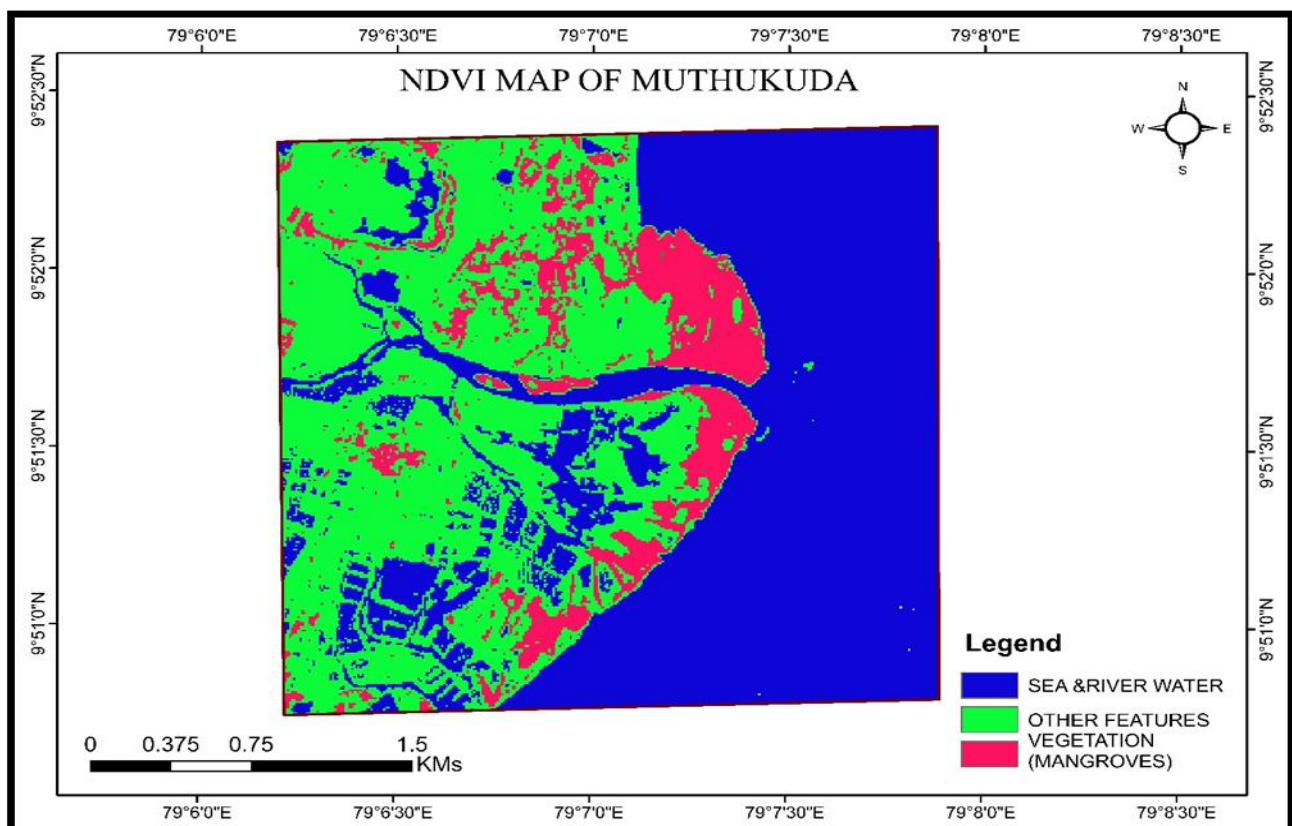 79°6'0"E 79°6'30"E 79°7'0"E 79°7'30"E 79°8'0"E 79°8'30"E
NDVI MAP OF MUTHUKUDA
9°52'30"N 9°52'30"N
N
W E
S
9°52'0"N 9°52'0"N
9°51'30"N 9°51'30"N
9°51'0"N 9°51'0"N
Legend
SEA &RIVER WATER
OTHER FEATURES
VEGETATION
(MANGROVES)
0 0.375 0.75 1.5
KMs
79°6'0"E 79°6'30"E 79°7'0"E 79°7'30"E 79°8'0"E 79°8'30"E